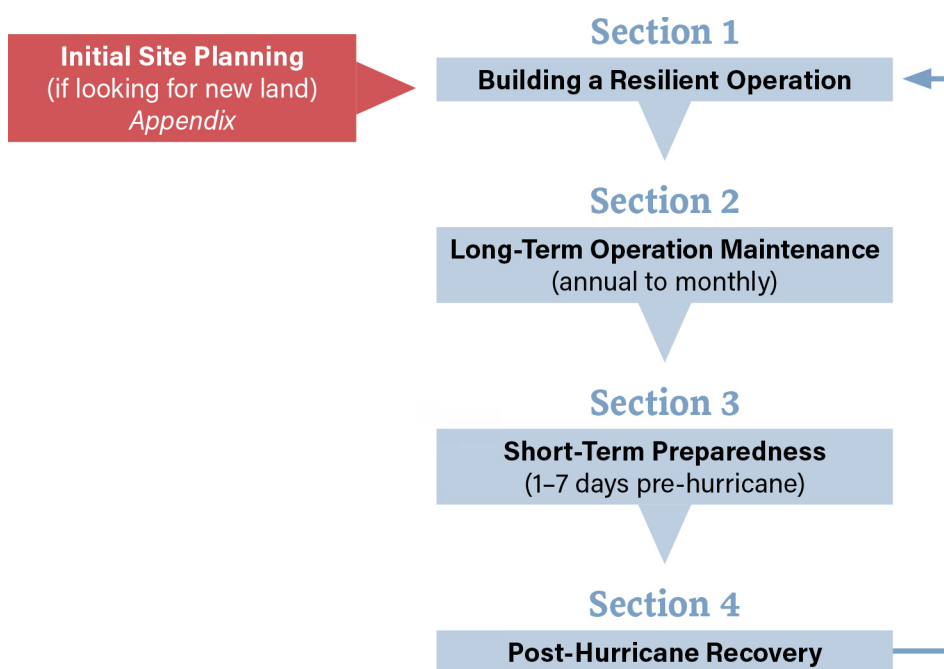 Initial Site Planning
(if looking for new land)
Appendix
Section 1
Building a Resilient Operation
Section 2
Long-Term Operation Maintenance
(annual to monthly)
Section 3
Short-Term Preparedness
(1–7 days pre-hurricane)
Section 4
Post-Hurricane Recovery